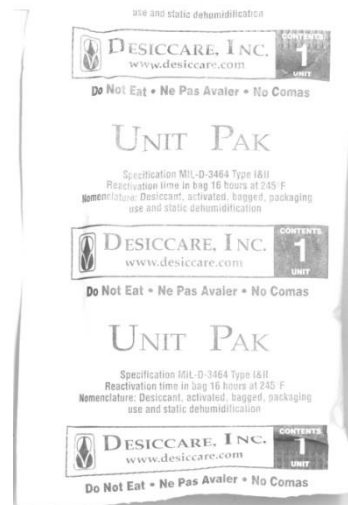 use and static dehumidification
DESICCARE, INC.
www.desiccare.com
CONTENTS
1
UNIT
Do Not Eat • Ne Pas Avaler • No Comas
UNIT PAK
Specification MIL-D-3464 Type I&II
Reactivation time in bag 16 hours at 245°F
Nomenclature: Desiccant, activated, bagged, packaging
use and static dehumidification
DESICCARE, INC.
www.desiccare.com
CONTENTS
1
UNIT
Do Not Eat • Ne Pas Avaler • No Comas
UNIT PAK
Specification MIL-D-3464 Type I&II
Reactivation time in bag 16 hours at 245°F
Nomenclature: Desiccant, activated, bagged, packaging
use and static dehumidification
DESICCARE, INC.
www.desiccare.com
CONTENTS
1
UNIT
Do Not Eat • Ne Pas Avaler • No Comas